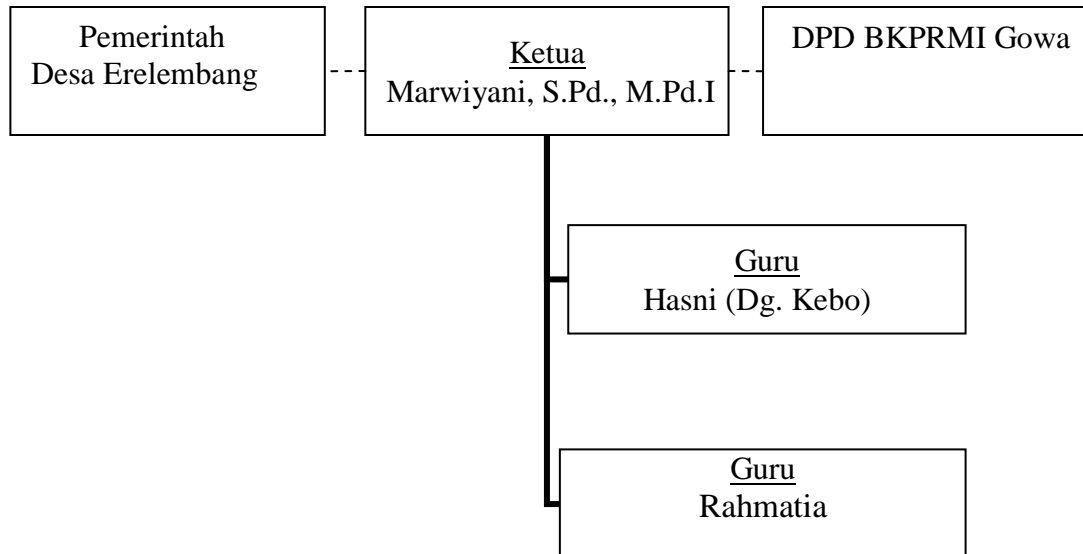 Pemerintah
Desa Erelembang
Ketua
Marwiyani, S.Pd., M.Pd.I
DPD BKPRMI Gowa
Guru
Hasni (Dg. Kebo)
Guru
Rahmatia